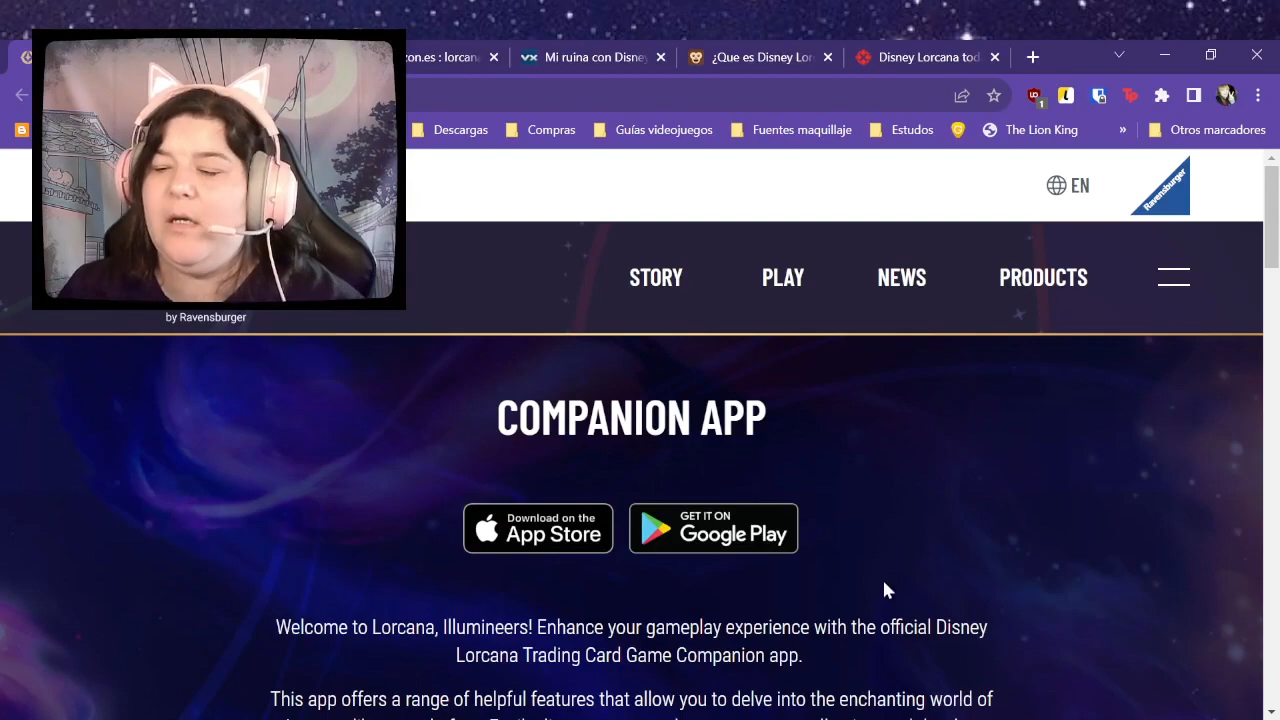 zon.es : lorcana
Mi ruina con Disne
¿Que es Disney Lor
Disney Lorcana tod
1
Descargas
Compras
Guías videojuegos
Fuentes maquillaje
Estudos
The Lion King
»
Otros marcadores
EN
Ravensburger
STORY
PLAY
NEWS
PRODUCTS
by Ravensburger
COMPANION APP
Download on the
App Store
GET IT ON
Google Play
Welcome to Lorcana, Illumineers! Enhance your gameplay experience with the official Disney
Lorcana Trading Card Game Companion app.
This app offers a range of helpful features that allow you to delve into the enchanting world of